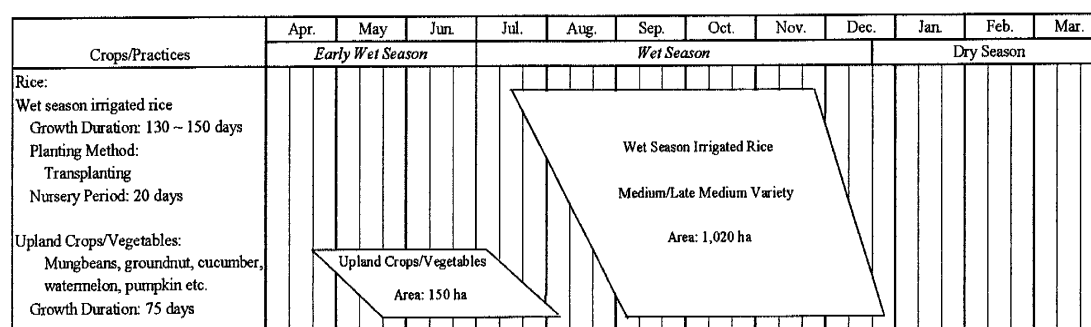 Apr. May Jun. Jul. Aug. Sep. Oct. Nov. Dec. Jan. Feb. Mar.
Crops/Practices Early Wet Season Wet Season Dry Season
Rice:
Wet season irrigated rice
Growth Duration: 130 ~ 150 days
Planting Method:
Transplanting
Nursery Period: 20 days
Wet Season Irrigated Rice
Medium/Late Medium Variety
Area: 1,020 ha
Upland Crops/Vegetables:
Mungbeans, groundnut, cucumber,
watermelon, pumpkin etc.
Growth Duration: 75 days
Upland Crops/Vegetables
Area: 150 ha